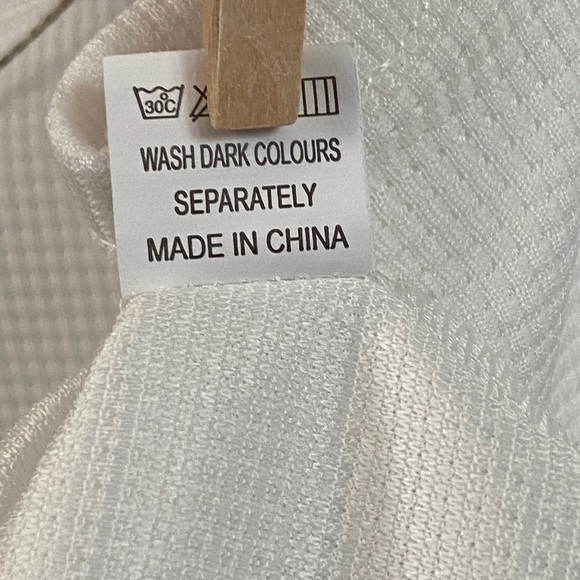 30°C
WASH DARK COLOURS
SEPARATELY
MADE IN CHINA